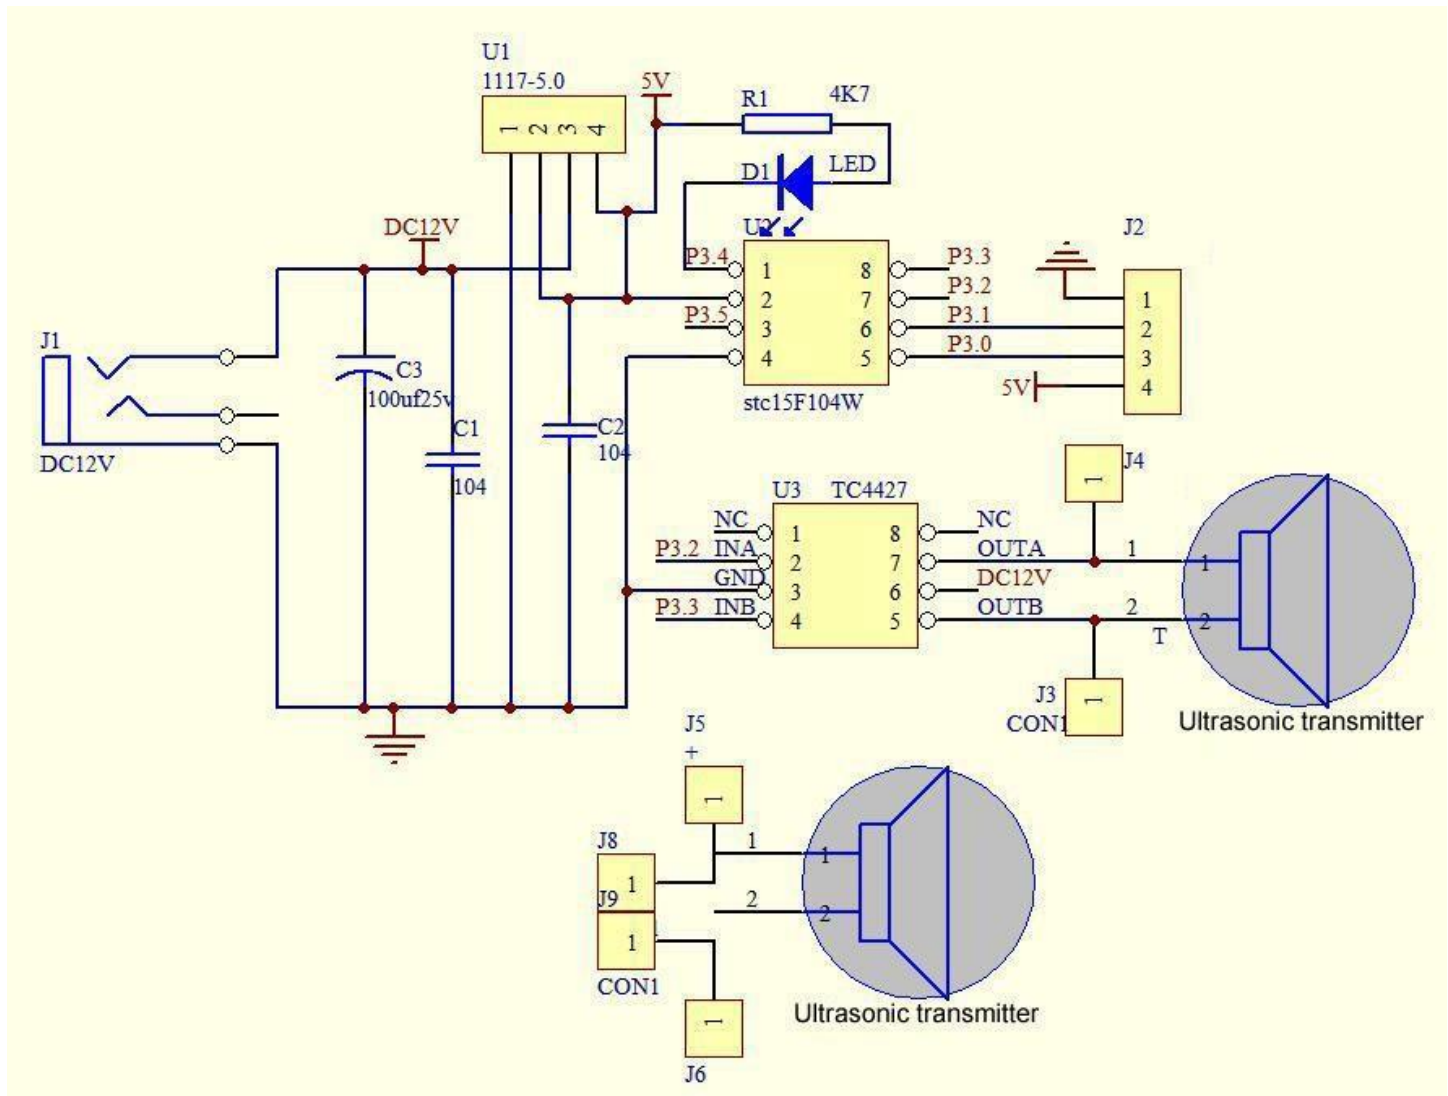 U1
1117-5.0
1 2 3 4
5V
R1 4K7
D1 LED
DC12V
U2
J2
P3.4 1 8 P3.3
2 7 P3.2
P3.5 3 6 P3.1
4 5 P3.0
1
2
3
4
5V
stc15F104W
J1
DC12V
C3
100uf25v
C1
104
C2
104
U3 TC4427
NC 1 8 NC
P3.2 INA 2 7 OUTA
GND 3 6 DC12V
P3.3 INB 4 5 OUTB
J4
1
1 1
2 2
T
J3
CON1
1
Ultrasonic transmitter
J5
+
1
J8
1
J9
1
CON1
1 1
2 2
Ultrasonic transmitter
1
J6